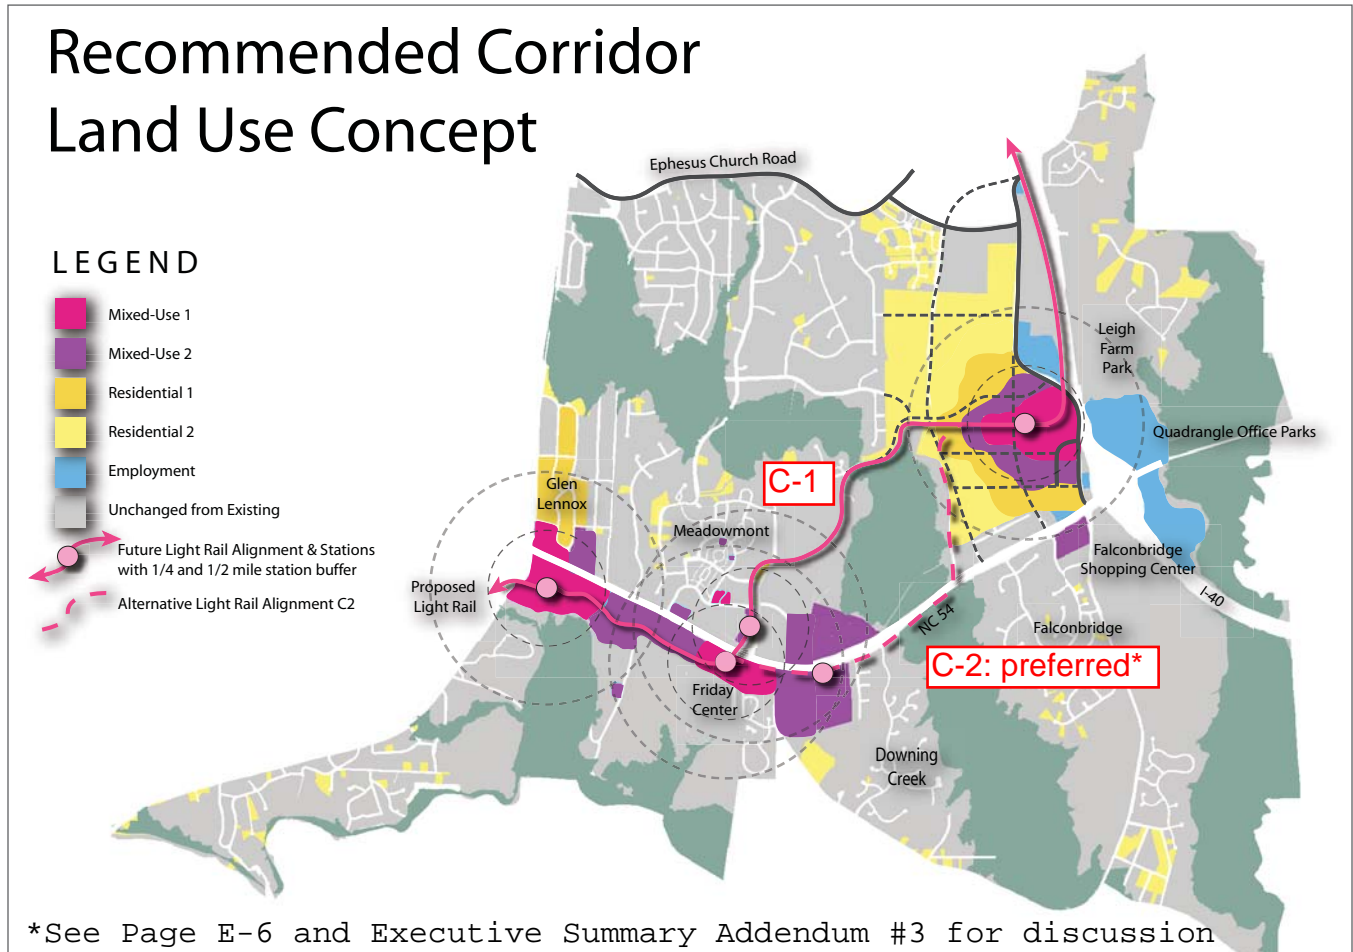 Recommended Corridor
Land Use Concept
Ephesus Church Road
LEGEND
Mixed-Use 1
Mixed-Use 2
Residential 1
Residential 2
Employment
Unchanged from Existing
Future Light Rail Alignment & Stations
with 1/4 and 1/2 mile station buffer
Alternative Light Rail Alignment C2
Leigh
Farm
Park
Quadrangle Office Parks
C-1
Glen
Lennox
Meadowmont
Proposed
Light Rail
Falconbridge
Shopping Center
I-40
NC 54
Falconbridge
C-2: preferred*
Friday
Center
Downing
Creek
*See Page E-6 and Executive Summary Addendum #3 for discussion